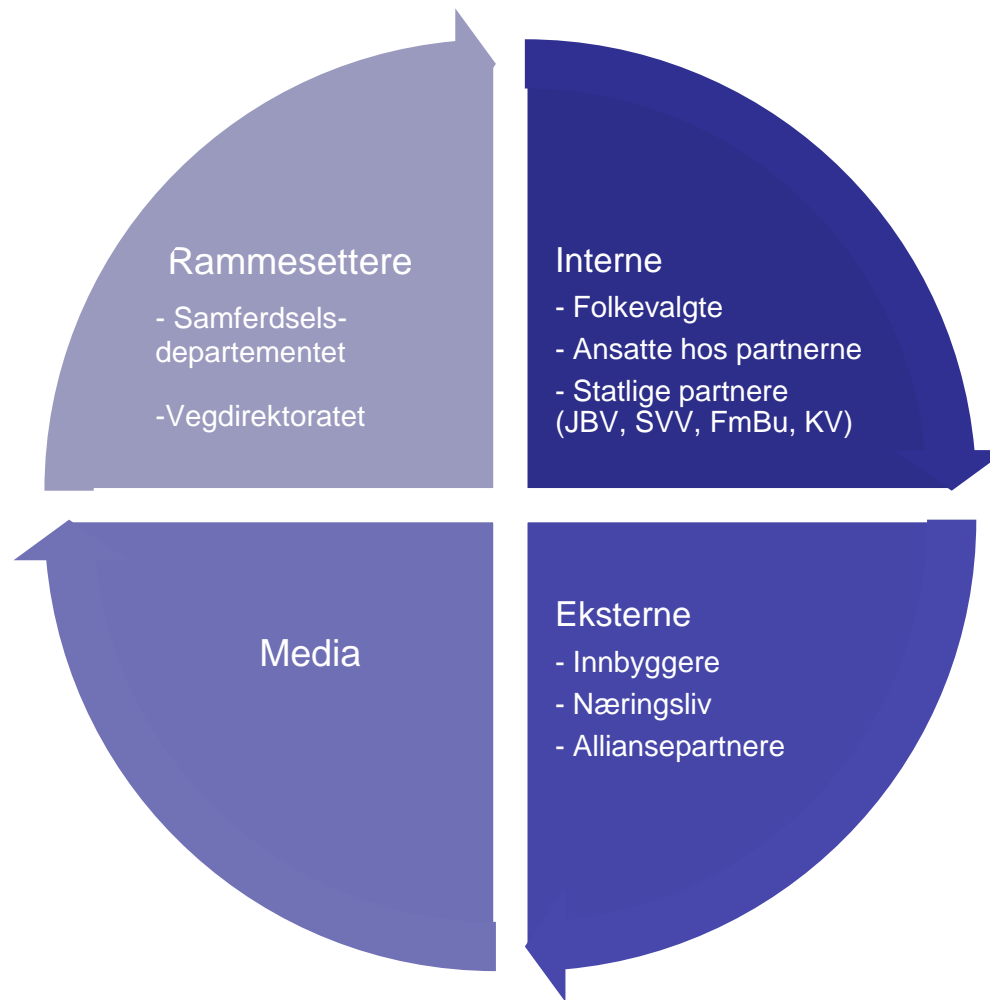 Rammesettere
- Samferdsels-
departementet
-Vegdirektoratet
Interne
- Folkevalgte
- Ansatte hos partnerne
- Statlige partnere
(JBV, SVV, FmBu, KV)
Media
Eksterne
- Innbyggere
- Næringsliv
- Alliansepartnere